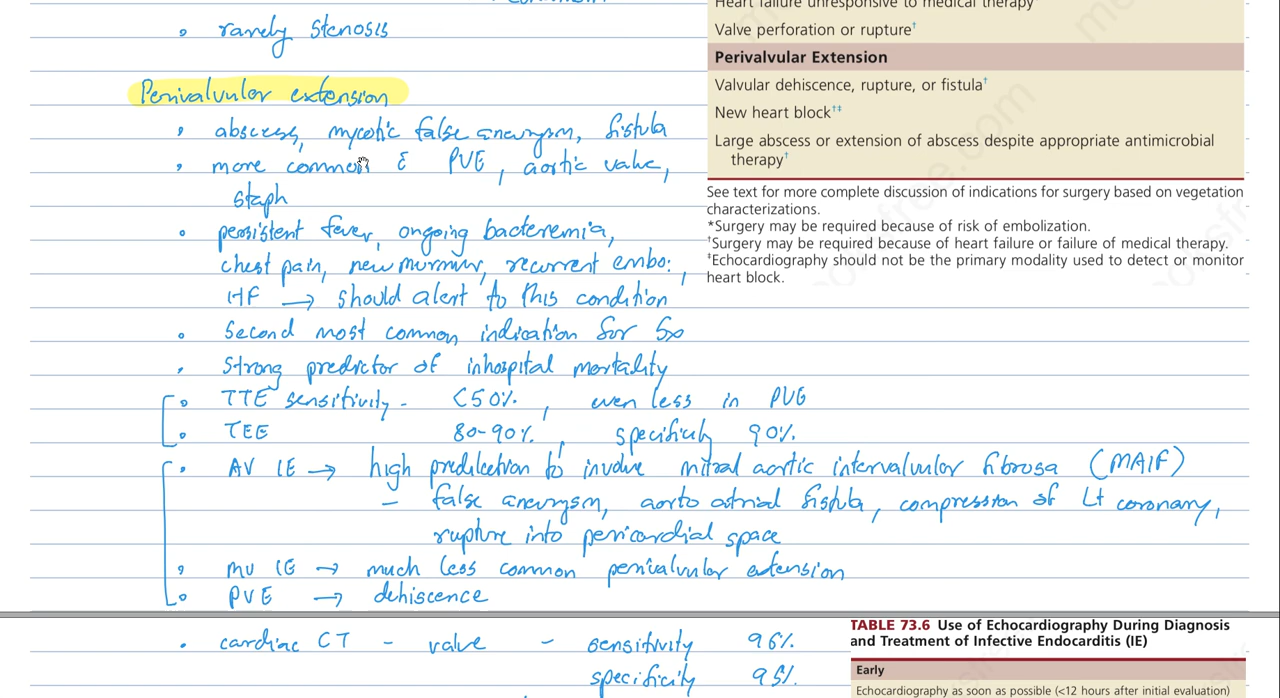 • rarely stenosis
Perivalvular extension
• abscess, mycotic false aneurysm, fistula
• more common c̄ PVE, aortic valve,
staph
• persistent fever, ongoing bacteremia,
chest pain, new murmur, recurrent emboli,
HF → should alert to this condition
• Second most common indication for Sx
• Strong predictor of inhospital mortality
• TTE sensitivity - <50%, even less in PVE
• TEE 80-90%, specificity 90%.
• AV IE → high predilection to involve mitral aortic intervalvular fibrosa (MAIF)
- false aneurysm, aorto atrial fistula, compression of Lt coronary,
rupture into pericardial space
• MV IE → much less common perivalvular extension
• PVE → dehiscence
• cardiac CT - valve - sensitivity 96%.
specificity 95%.
Heart failure unresponsive to medical therapy
Valve perforation or rupture†
Perivalvular Extension
Valvular dehiscence, rupture, or fistula†
New heart block†‡
Large abscess or extension of abscess despite appropriate antimicrobial
therapy†
See text for more complete discussion of indications for surgery based on vegetation
characterizations.
*Surgery may be required because of risk of embolization.
†Surgery may be required because of heart failure or failure of medical therapy.
‡Echocardiography should not be the primary modality used to detect or monitor
heart block.
TABLE 73.6 Use of Echocardiography During Diagnosis
and Treatment of Infective Endocarditis (IE)
Early
Echocardiography as soon as possible (<12 hours after initial evaluation)